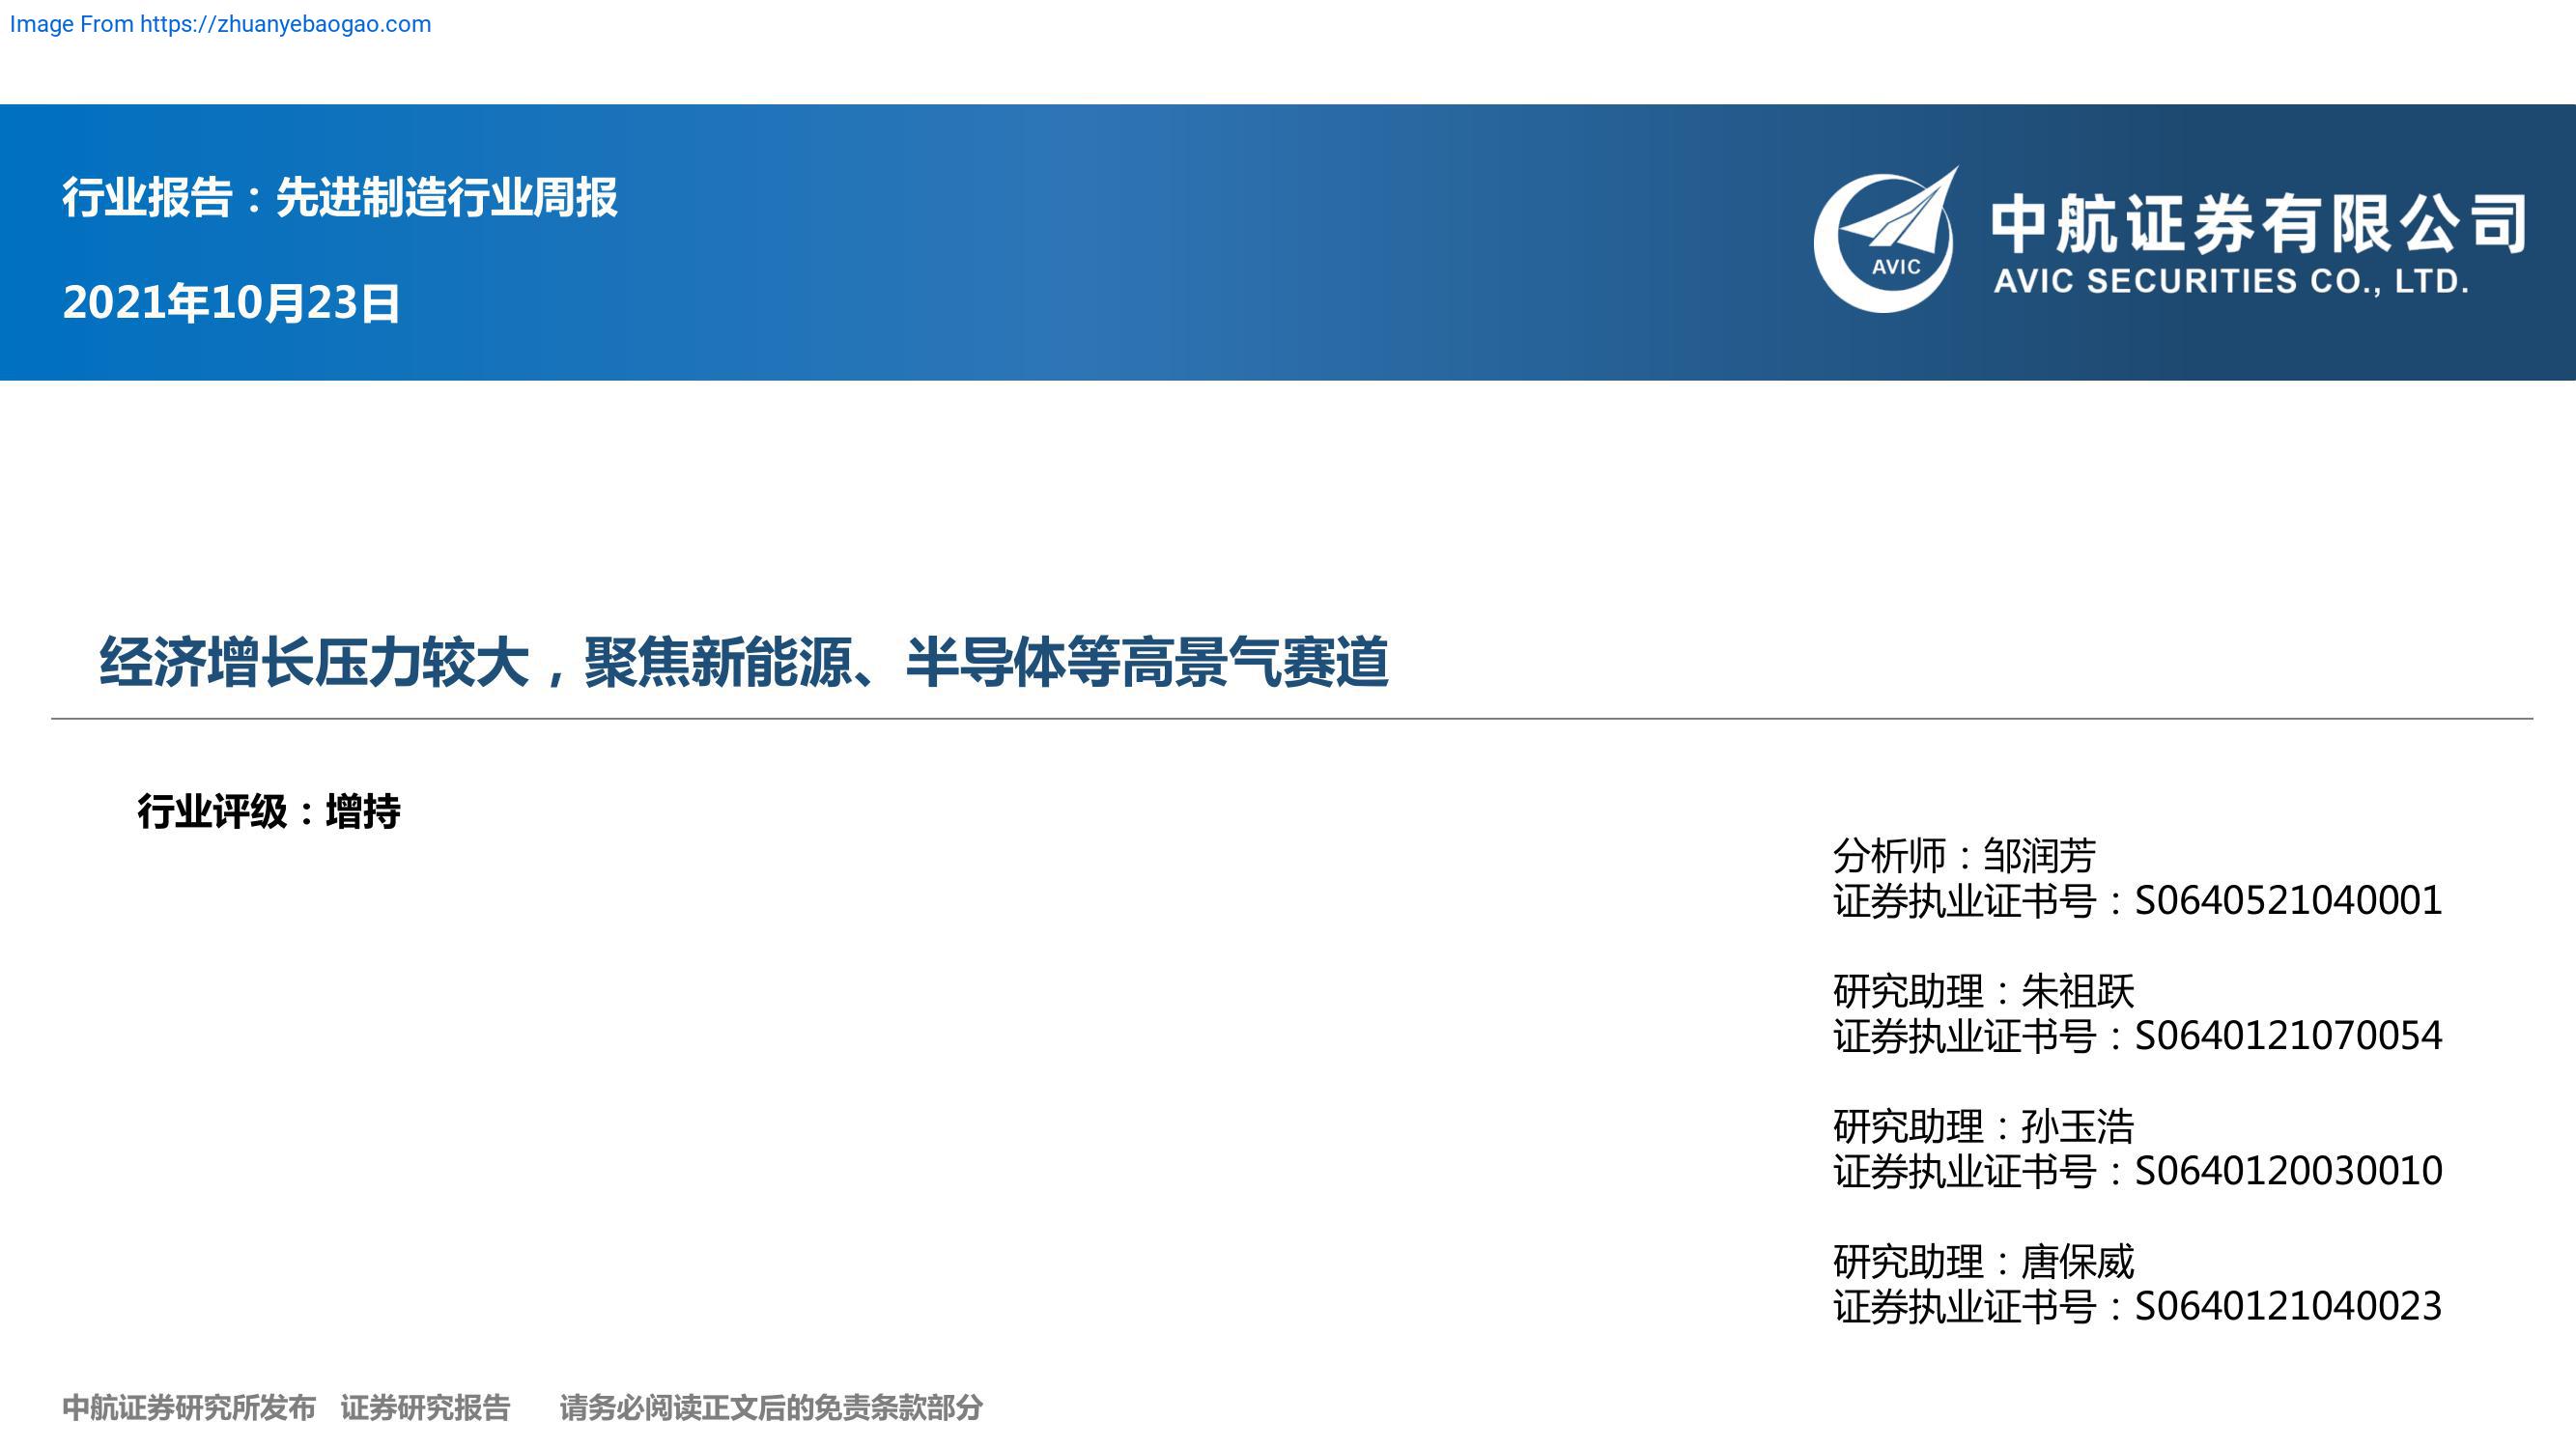 Image From https://zhuanyebaogao.com
行业报告：先进制造行业周报
2021年10月23日
AVIC
中航证券有限公司
AVIC SECURITIES CO., LTD.
经济增长压力较大，聚焦新能源、半导体等高景气赛道
行业评级：增持
分析师：邹润芳
证券执业证书号：S0640521040001
研究助理：朱祖跃
证券执业证书号：S0640121070054
研究助理：孙玉浩
证券执业证书号：S0640120030010
研究助理：唐保威
证券执业证书号：S0640121040023
中航证券研究所发布 证券研究报告 请务必阅读正文后的免责条款部分